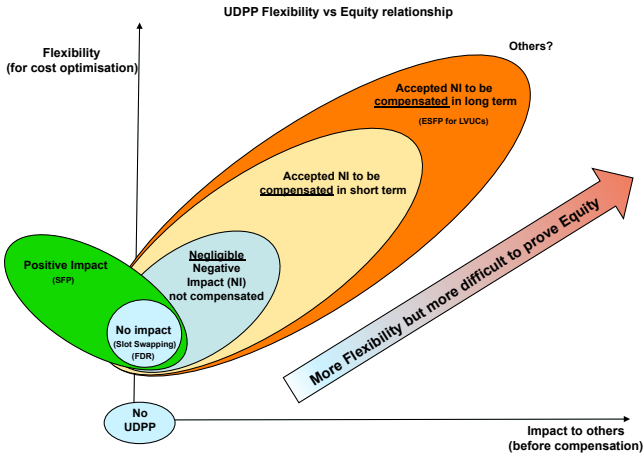 UDPP Flexibility vs Equity relationship
Flexibility
(for cost optimisation)
Others?
Accepted NI to be
compensated in long term
(ESFP for LVUCs)
Accepted NI to be
compensated in short term
Positive Impact
(SFP)
Negligible
Negative
Impact (NI)
not compensated
No impact
(Slot Swapping)
(FDR)
More Flexibility but more difficult to prove Equity
No
UDPP
Impact to others
(before compensation)